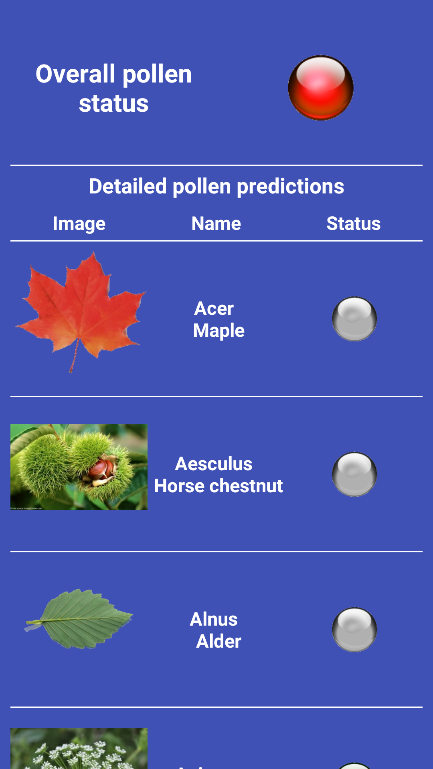 Overall pollen
status
Detailed pollen predictions
Image Name Status
Acer
Maple
Aesculus
Horse chestnut
Alnus
Alder